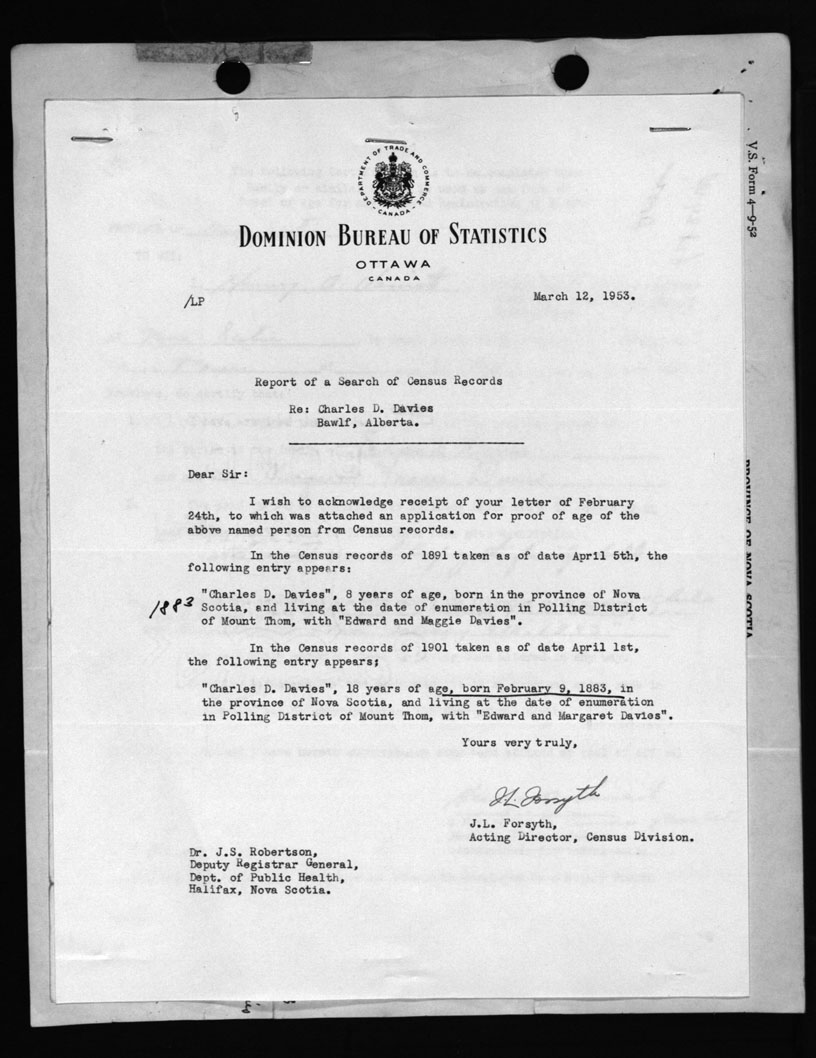 DEPARTMENT OF TRADE AND COMMERCE
- CANADA -
DOMINION BUREAU OF STATISTICS
OTTAWA
CANADA
/LP
March 12, 1953.
Report of a Search of Census Records
Re: Charles D. Davies
Bawlf, Alberta.
Dear Sir:
I wish to acknowledge receipt of your letter of February
24th, to which was attached an application for proof of age of the
above named person from Census records.
In the Census records of 1891 taken as of date April 5th, the
following entry appears:
"Charles D. Davies", 8 years of age, born in the province of Nova
1883
Scotia, and living at the date of enumeration in Polling District
of Mount Thom, with "Edward and Maggie Davies".
In the Census records of 1901 taken as of date April 1st,
the following entry appears;
"Charles D. Davies", 18 years of age, born February 9, 1883, in
the province of Nova Scotia, and living at the date of enumeration
in Polling District of Mount Thom, with "Edward and Margaret Davies".
Yours very truly,
J.L. Forsyth
J.L. Forsyth,
Acting Director, Census Division.
Dr. J.S. Robertson,
Deputy Registrar General,
Dept. of Public Health,
Halifax, Nova Scotia.
V.S. Form 4—9-52
PROVINCE OF NOVA SCOTIA